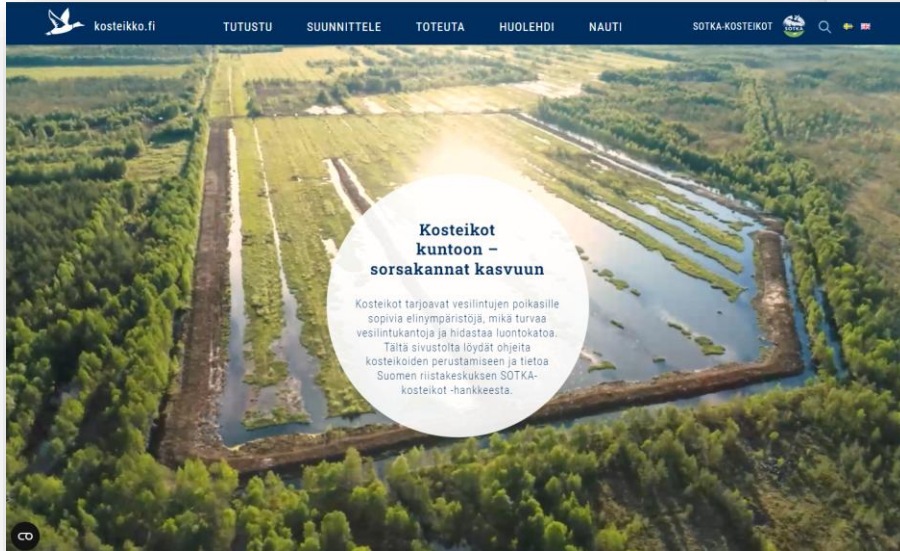 kosteikko.fi TUTUSTU SUUNNITTELE TOTEUTA HUOLEHDI NAUTI SOTKA-KOSTEIKOT SOTKA
Kosteikot
kuntoon –
sorsakannat kasvuun
Kosteikot tarjoavat vesilintujen poikasille
sopivia elinympäristöjä, mikä turvaa
vesilintukantoja ja hidastaa luontokatoa.
Tältä sivustolta löydät ohjeita
kosteikoiden perustamiseen ja tietoa
Suomen riistakeskuksen SOTKA-
kosteikot -hankkeesta.